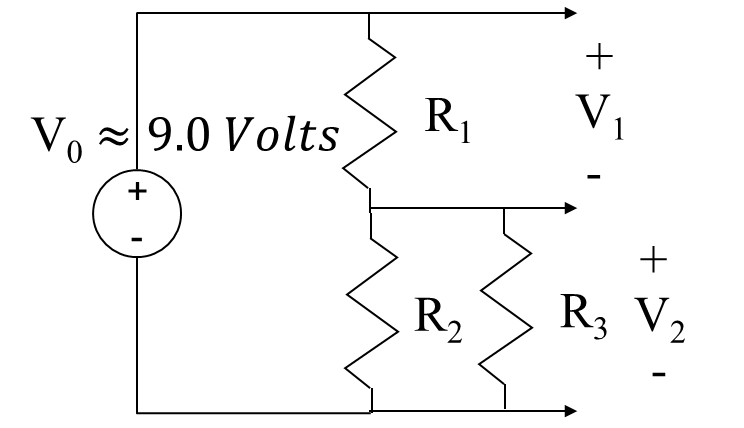 V₀ ≈ 9.0 Volts
+
-
R₁
+
V₁
-
R₂
R₃
+
V₂
-